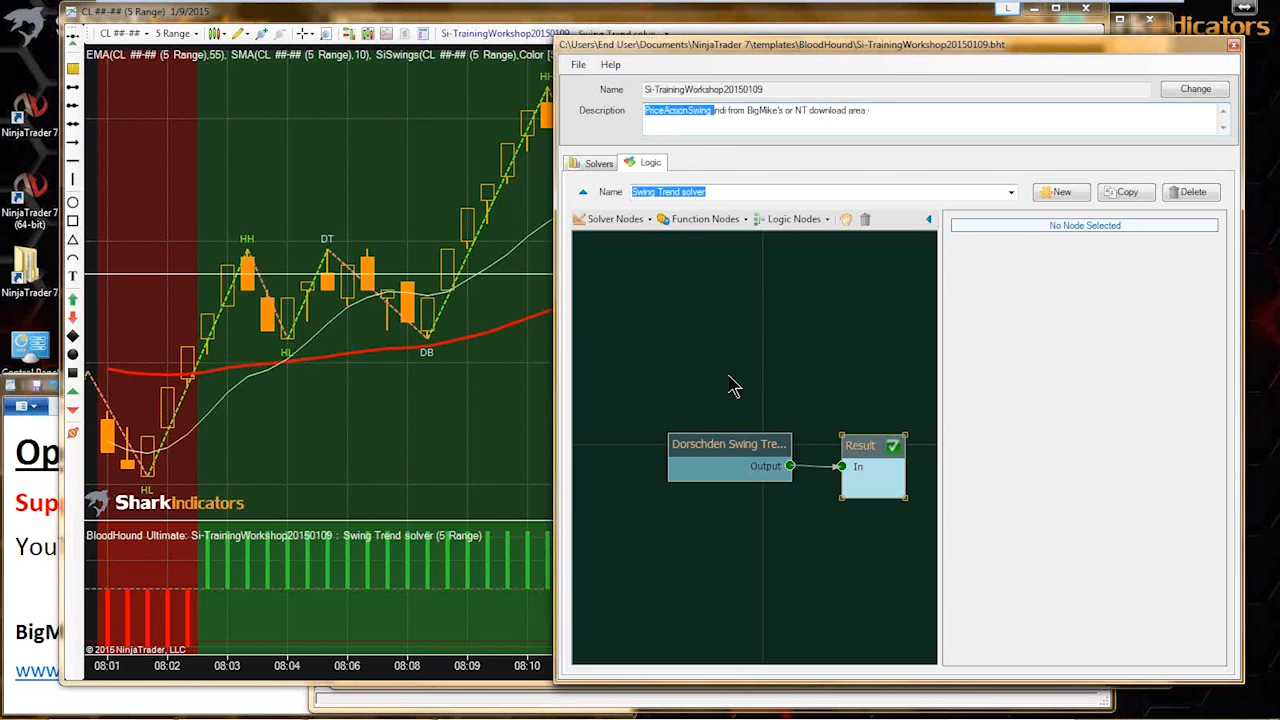 CL ##-## (5 Range) 1/9/2015
L
dicators
CL ##-##
5 Range
Si-TrainingWorkshop20150109
C:\Users\End User\Documents\NinjaTrader 7\templates\BloodHound\Si-TrainingWorkshop20150109.bht
EMA(CL ##-## (5 Range),55), SMA(CL ##-## (5 Range),10), SiSwings(CL ##-## (5 Range),Color [S
File
Help
Name
Si-TrainingWorkshop20150109
Change
Description
PriceActionSwing ndi from BigMike's or NT download area.
Solvers
Logic
Name
Swing Trend solver
New
Copy
Delete
Solver Nodes
Function Nodes
Logic Nodes
No Node Selected
NinjaTrader 7
NinjaTrader 7
(64-bit)
NinjaTrader 7
Control Panel
T
HH
HH
DT
HL
DB
HL
Dorschden Swing Tre...
Output
Result
In
SharkIndicators
BloodHound Ultimate: Si-TrainingWorkshop20150109 : Swing Trend solver (5 Range)
© 2015 NinjaTrader, LLC
08:01
08:02
08:03
08:04
08:06
08:08
08:09
08:10
Op
Sup
You
BigM
www